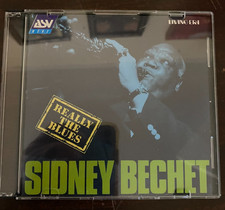 ASV
LIVING ERA
REALLY THE
BLUES
SIDNEY BECHET